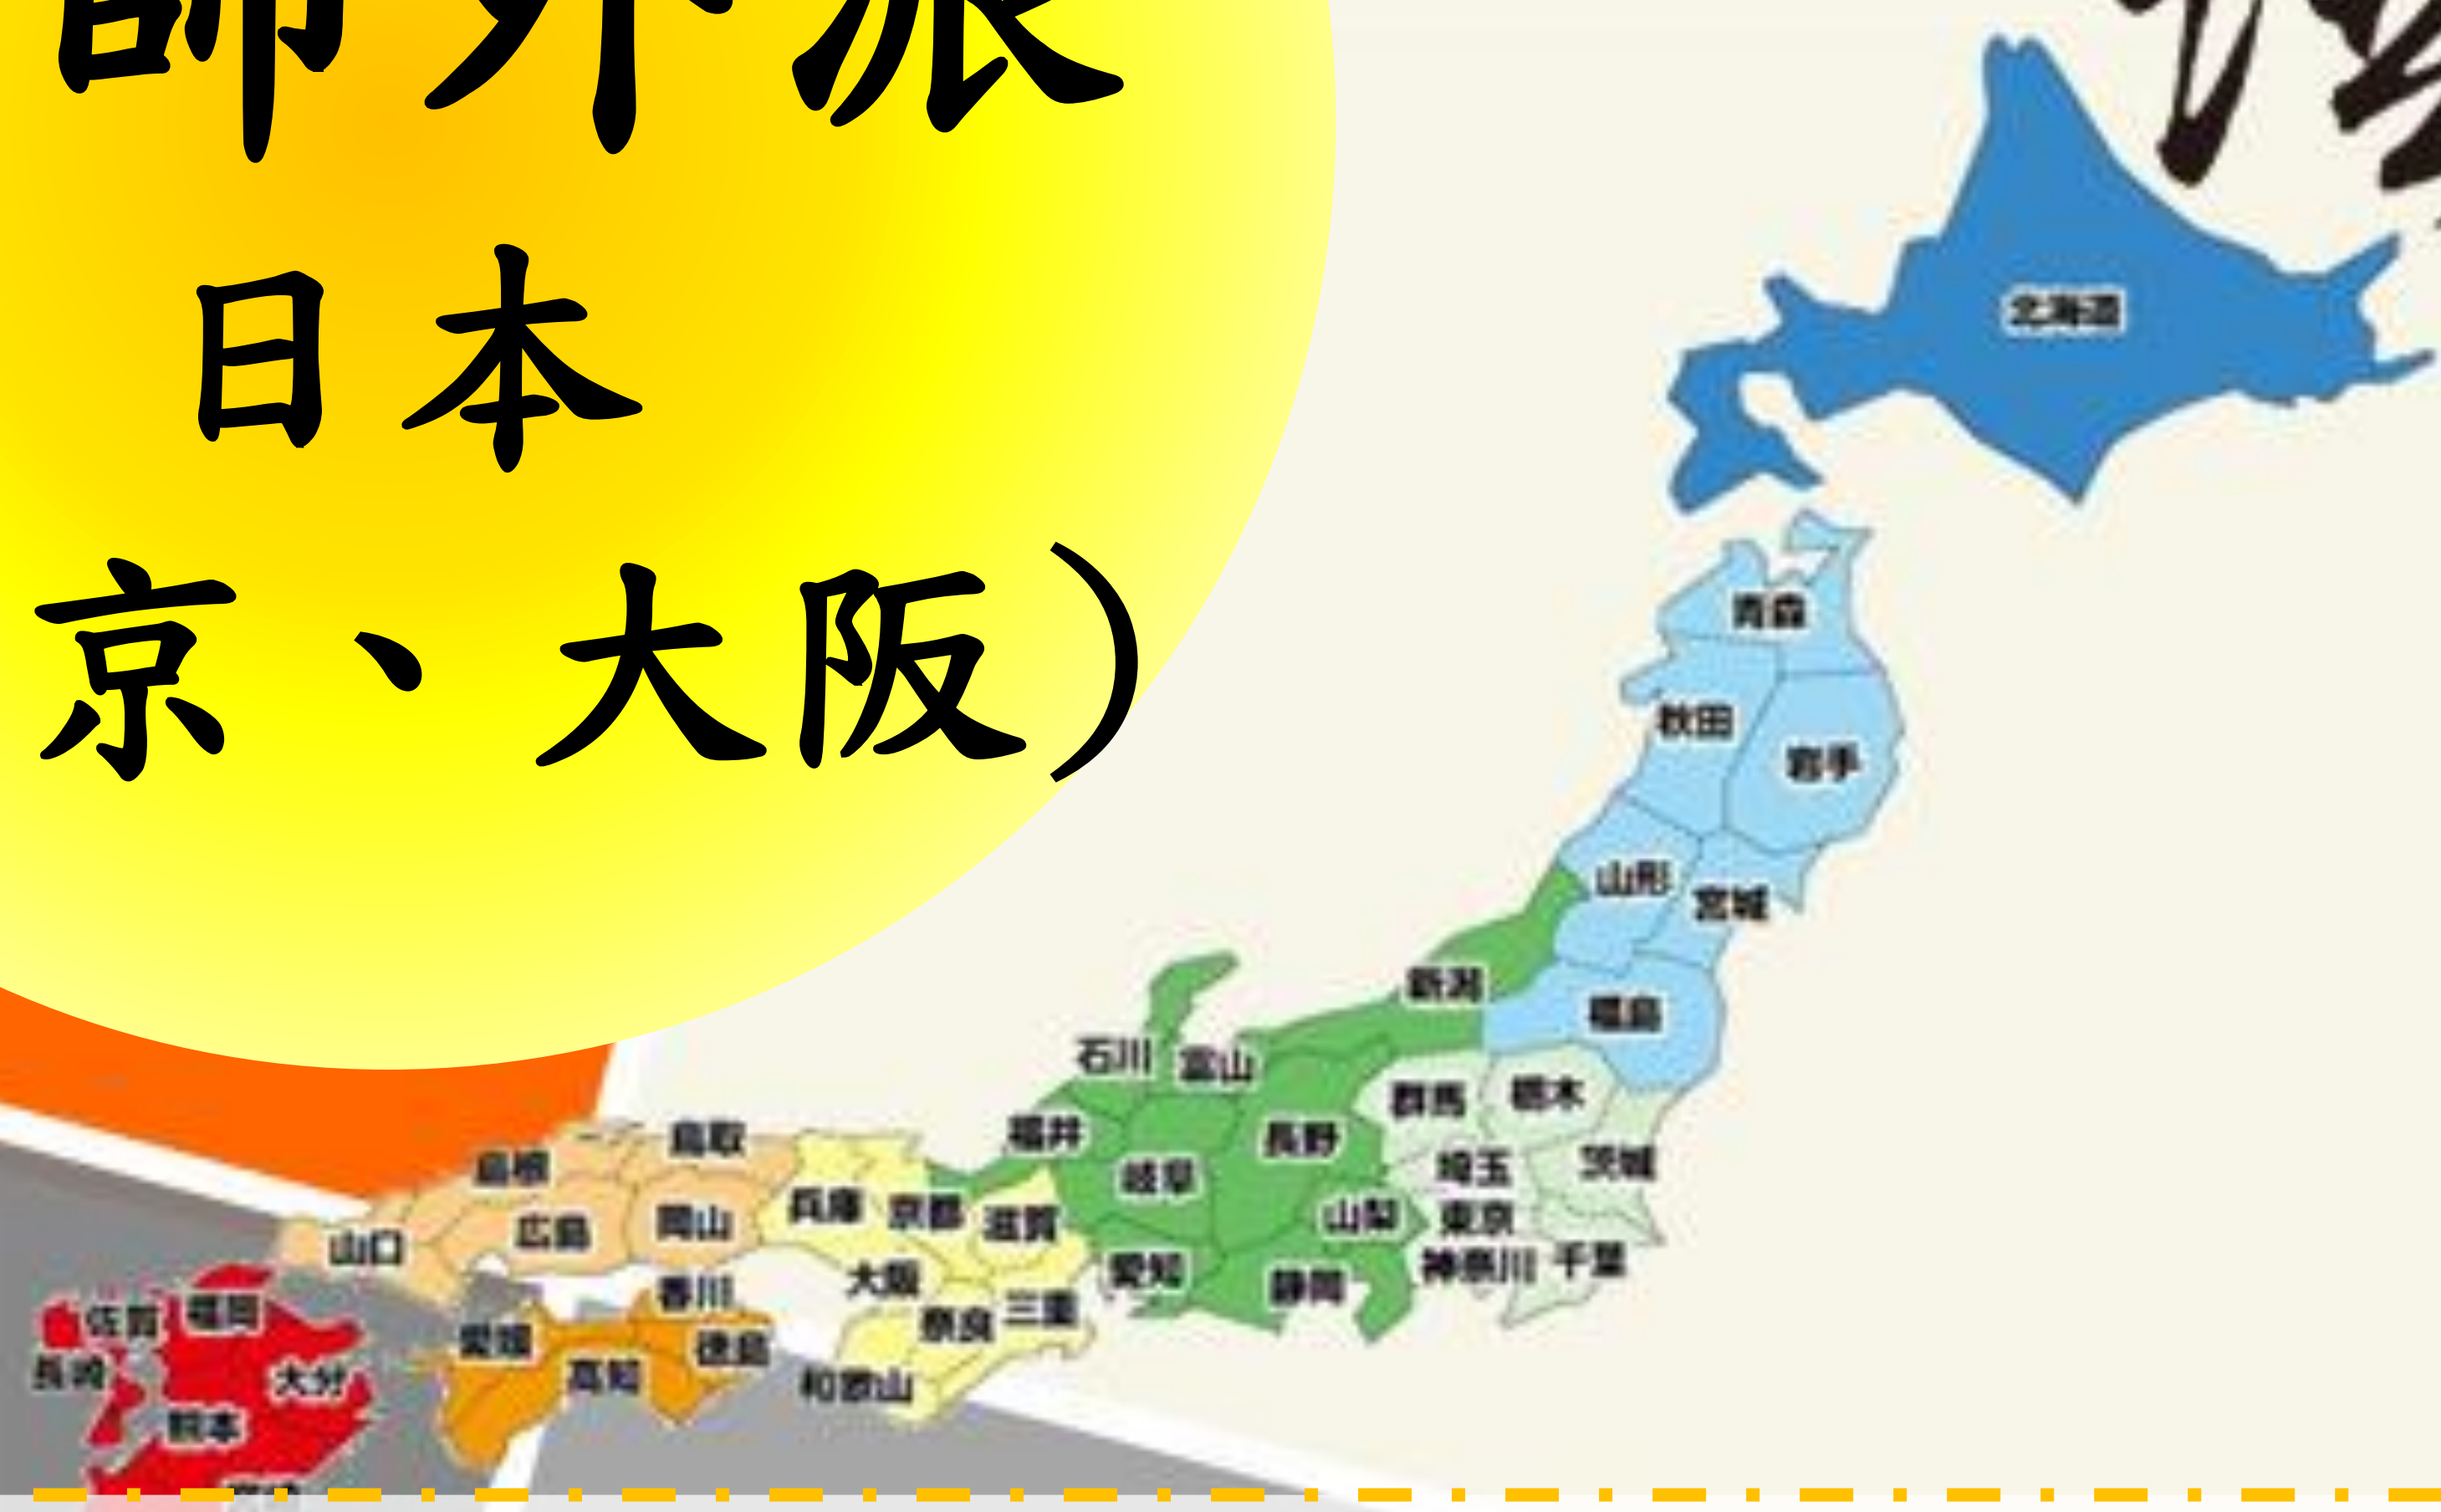 師外派
日本
京、大阪)
北海道
青森
秋田
岩手
山形
宮城
新潟
福島
石川 富山
群馬 栃木
福井
長野
岐阜
埼玉
茨城
鳥取
島根
兵庫 京都 滋賀
山梨 東京
山口
広島
岡山
大阪
愛知
静岡
神奈川 千葉
香川
佐賀 福岡
愛媛
徳島
奈良 三重
長崎
大分
高知
和歌山
熊本